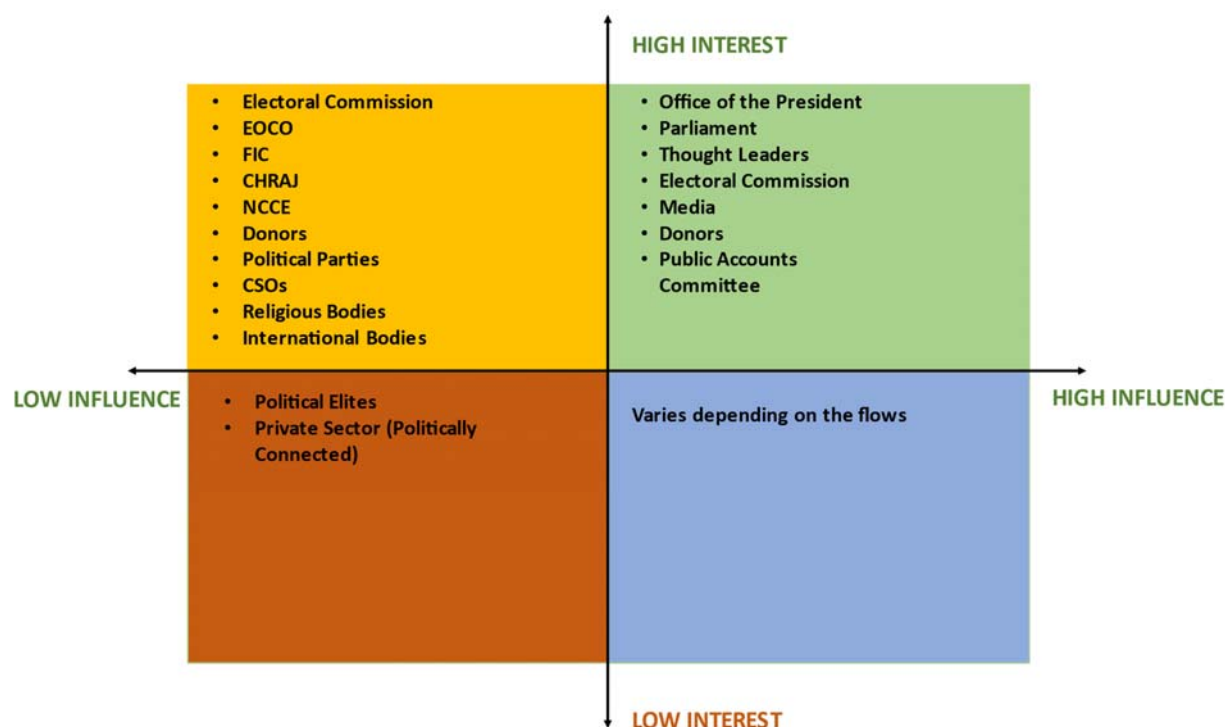 HIGH INTEREST
• Electoral Commission
• EOCO
• FIC
• CHRAJ
• NCCE
• Donors
• Political Parties
• CSOs
• Religious Bodies
• International Bodies
• Office of the President
• Parliament
• Thought Leaders
• Electoral Commission
• Media
• Donors
• Public Accounts
Committee
LOW INFLUENCE
HIGH INFLUENCE
• Political Elites
• Private Sector (Politically
Connected)
Varies depending on the flows
LOW INTEREST